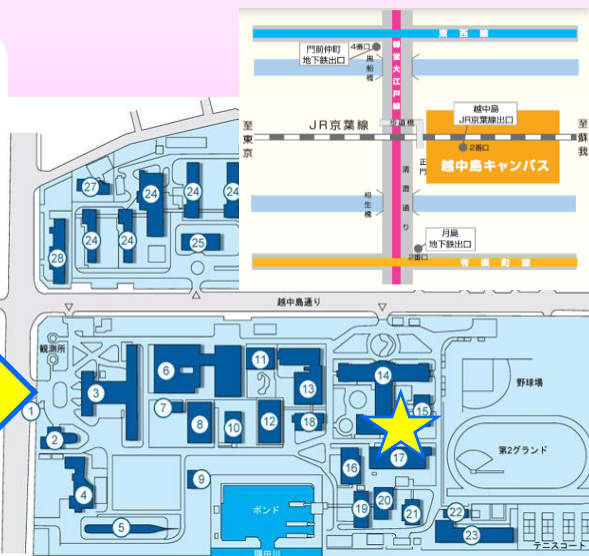 東西線
門前仲町
地下鉄出口
4番口
黒船橋
都営大江戸線
至東京
JR京葉線
歩道橋
越中島
JR京葉線出口
2番口
至蘇我
正門
越中島キャンパス
清澄通り
相生橋
月島
地下鉄出口
2番口
有楽町線
27
24
24
24
28
24
24
25
越中島通り
観測所
3
6
11
13
14
野球場
1
7
8
10
12
18
15
2
第2グランド
17
4
9
16
5
ポンド
19
20
21
22
23
テニスコート
隅田川